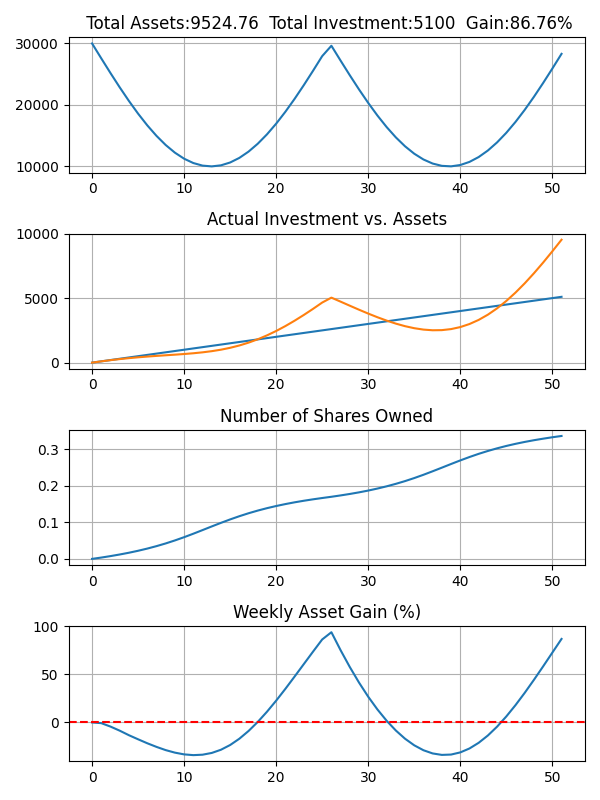 Total Assets:9524.76  Total Investment:5100  Gain:86.76%
30000
20000
10000
0 10 20 30 40 50
Actual Investment vs. Assets
10000
5000
0
0 10 20 30 40 50
Number of Shares Owned
0.3
0.2
0.1
0.0
0 10 20 30 40 50
Weekly Asset Gain (%)
100
50
0
0 10 20 30 40 50